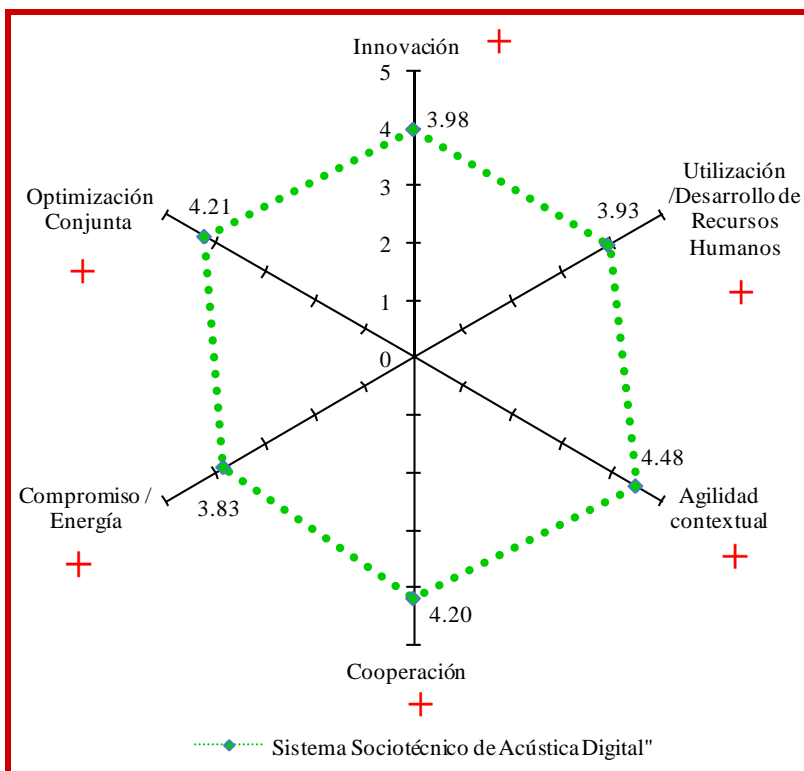 Innovación
5
3.98
4
Utilización
/Desarrollo de
Recursos
Humanos
3.93
3
Optimización
Conjunta
4.21
2
1
0
4.48
Agilidad
contextual
Compromiso /
Energía
3.83
4.20
Cooperación
Sistema Sociotécnico de Acústica Digital"